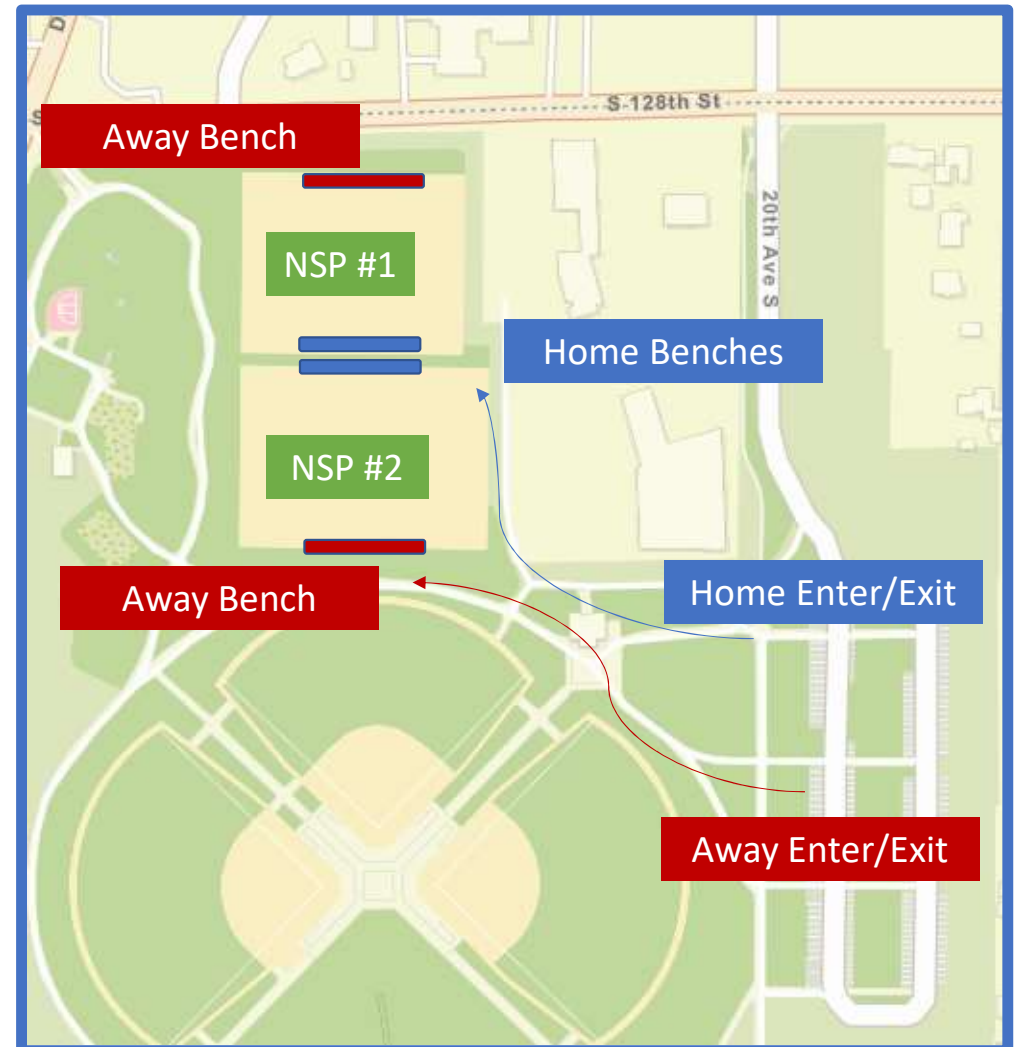 D
S
S 128th St
Away Bench
20th Ave S
NSP #1
Home Benches
NSP #2
Away Bench
Home Enter/Exit
Away Enter/Exit